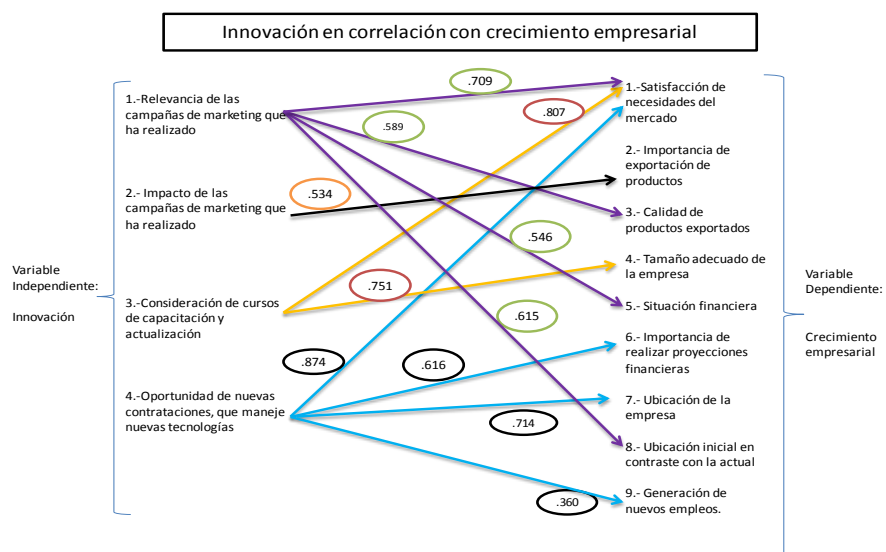 Innovación en correlación con crecimiento empresarial
.709
1.-Relevancia de las
campañas de marketing que
ha realizado
.589
.807
1.-Satisfacción de
necesidades del
mercado
2.- Impacto de las
campañas de marketing que
ha realizado
.534
2.- Importancia de
exportación de
productos
3.- Calidad de
productos exportados
.546
Variable
Independiente:
Innovación
3.-Consideración de cursos
de capacitación y
actualización
.751
4.- Tamaño adecuado de
la empresa
5.- Situación financiera
Variable
Dependiente:
Crecimiento
empresarial
.615
.874
.616
6.- Importancia de
realizar proyecciones
financieras
4.-Oportunidad de nuevas
contrataciones, que maneje
nuevas tecnologías
.714
7.- Ubicación de la
empresa
8.- Ubicación inicial en
contraste con la actual
.360
9.- Generación de
nuevos empleos.